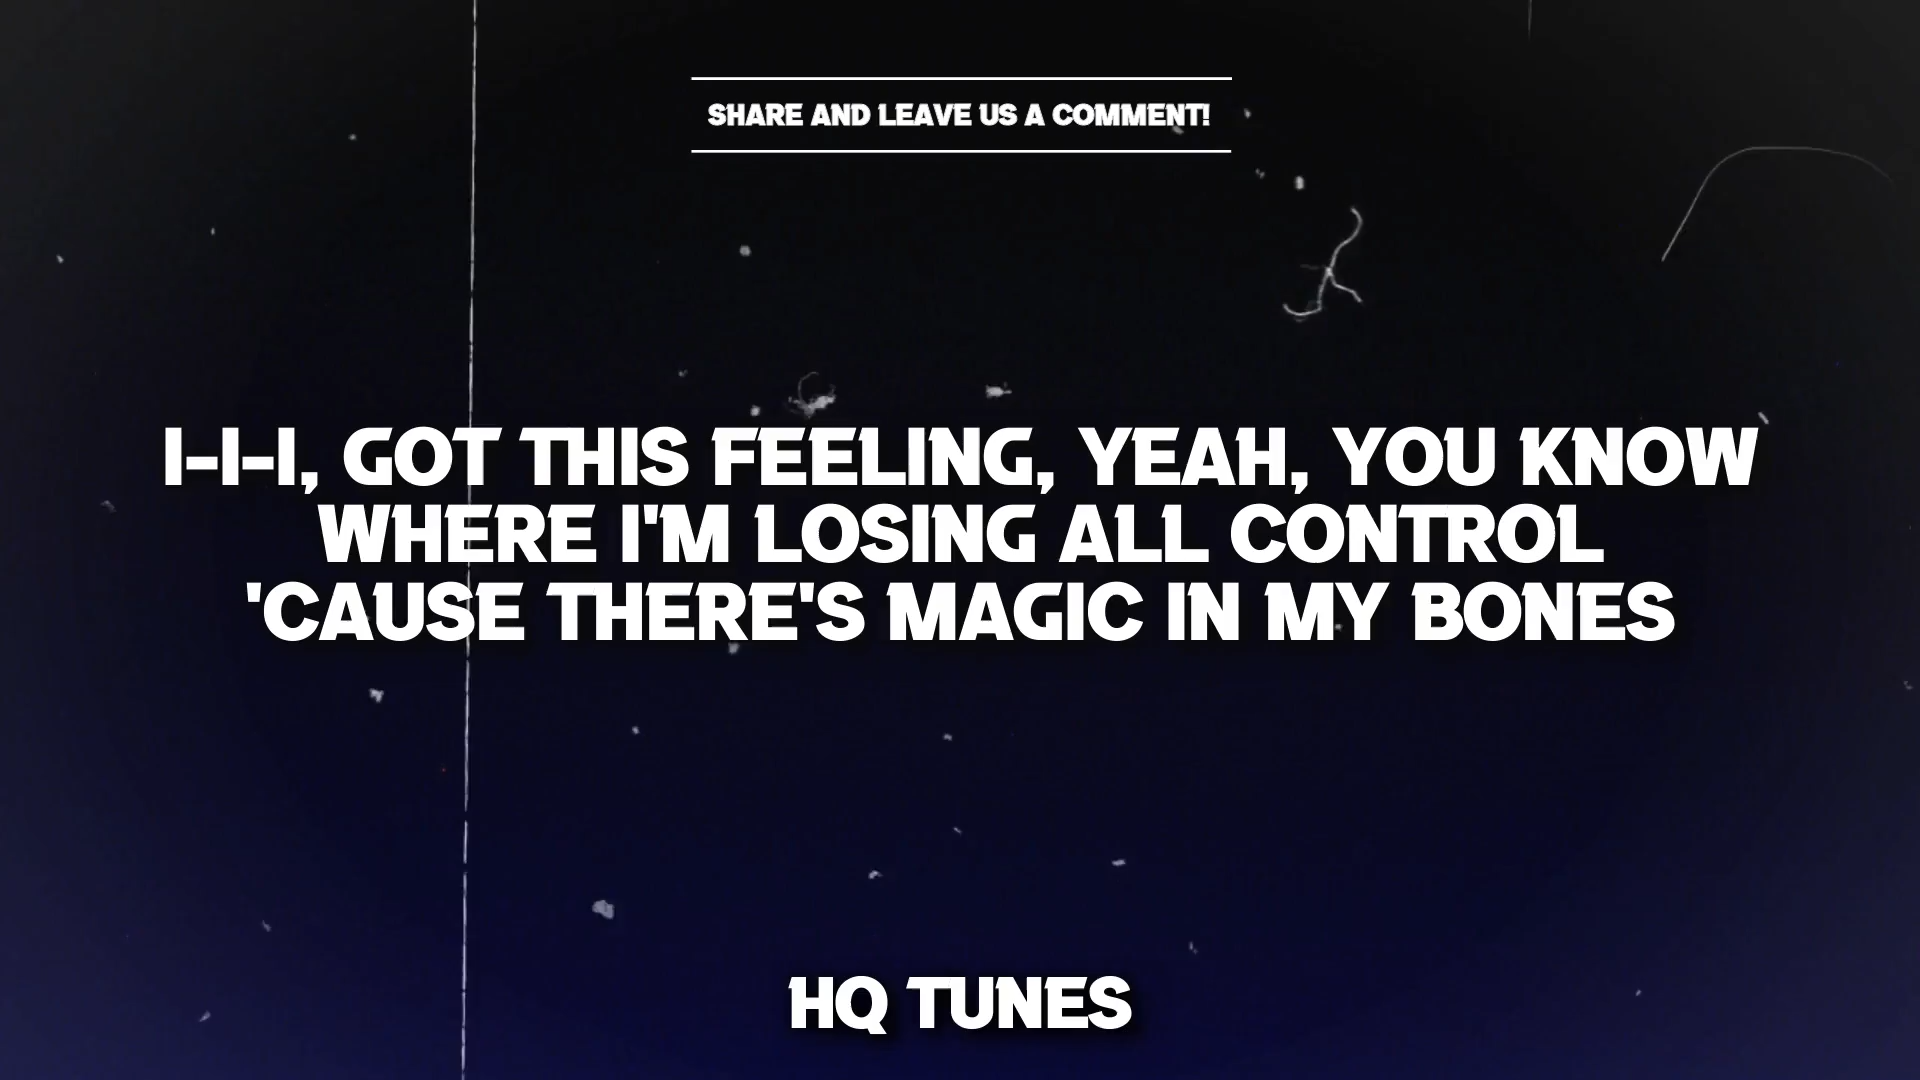 SHARE AND LEAVE US A COMMENT!
I-I-I, GOT THIS FEELING, YEAH, YOU KNOW
WHERE I'M LOSING ALL CONTROL
'CAUSE THERE'S MAGIC IN MY BONES
HQ TUNES